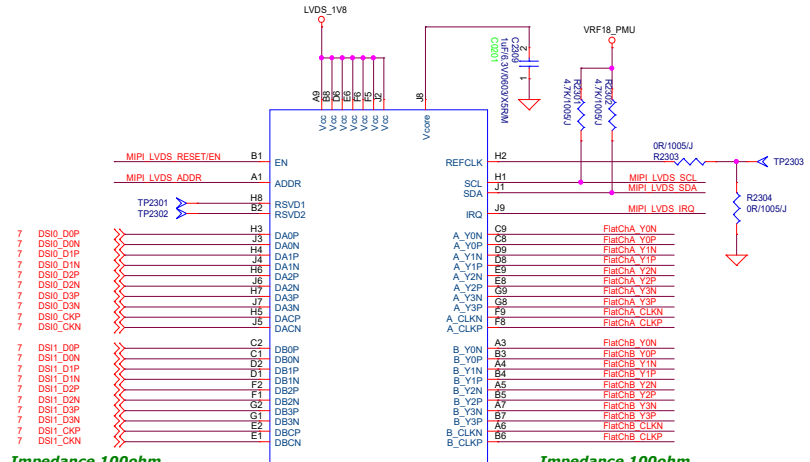 LVDS_1V8
VRF18_PMU
C2309
1uF/6.3V/0603/X5R/M
C0201
2
1
R2301
4.7K/1005/J
R2302
4.7K/1005/J
A9 B8 D6 E6 F6 F5 J2 J8
Vcc Vcc Vcc Vcc Vcc Vcc Vcc Vcore
0R/1005/J
R2303
TP2303
R2304
0R/1005/J
MIPI_LVDS_RESET/EN B1 EN
REFCLK H2
MIPI_LVDS_ADDR A1 ADDR
SCL H1 MIPI_LVDS_SCL
SDA J1 MIPI_LVDS_SDA
TP2301 H8 RSVD1
TP2302 B2 RSVD2
IRQ J9 MIPI_LVDS_IRQ
7 DSI0_D0P H3 DA0P
7 DSI0_D0N J3 DA0N
7 DSI0_D1P H4 DA1P
7 DSI0_D1N J4 DA1N
7 DSI0_D2P H6 DA2P
7 DSI0_D2N J6 DA2N
7 DSI0_D3P H7 DA3P
7 DSI0_D3N J7 DA3N
7 DSI0_CKP H5 DACP
7 DSI0_CKN J5 DACN
A_Y0N C9 FlatChA_Y0N
A_Y0P C8 FlatChA_Y0P
A_Y1N D9 FlatChA_Y1N
A_Y1P D8 FlatChA_Y1P
A_Y2N E9 FlatChA_Y2N
A_Y2P E8 FlatChA_Y2P
A_Y3N G9 FlatChA_Y3N
A_Y3P G8 FlatChA_Y3P
A_CLKN F9 FlatChA_CLKN
A_CLKP F8 FlatChA_CLKP
7 DSI1_D0P C2 DB0P
7 DSI1_D0N C1 DB0N
7 DSI1_D1P D2 DB1P
7 DSI1_D1N D1 DB1N
7 DSI1_D2P F2 DB2P
7 DSI1_D2N F1 DB2N
7 DSI1_D3P G2 DB3P
7 DSI1_D3N G1 DB3N
7 DSI1_CKP E2 DBCP
7 DSI1_CKN E1 DBCN
B_Y0N A3 FlatChB_Y0N
B_Y0P B3 FlatChB_Y0P
B_Y1N A4 FlatChB_Y1N
B_Y1P B4 FlatChB_Y1P
B_Y2N A5 FlatChB_Y2N
B_Y2P B5 FlatChB_Y2P
B_Y3N A7 FlatChB_Y3N
B_Y3P B7 FlatChB_Y3P
B_CLKN A6 FlatChB_CLKN
B_CLKP B6 FlatChB_CLKP
Impedance 100ohm
Impedance 100ohm